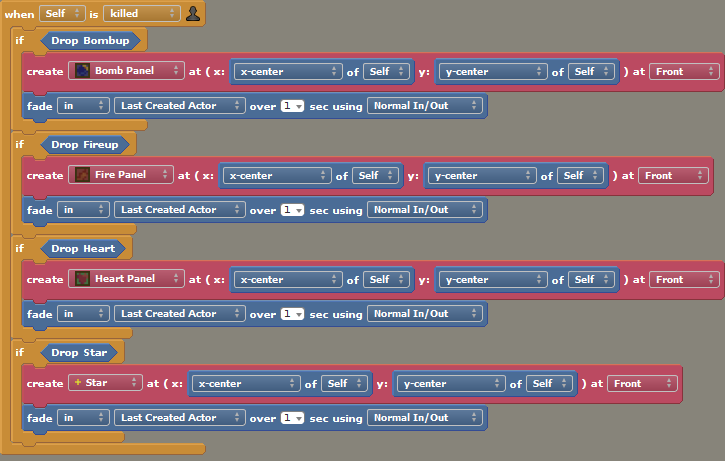 when Self is killed
if Drop Bombup
create Bomb Panel at ( x: x-center of Self y: y-center of Self ) at Front
fade in Last Created Actor over 1 sec using Normal In/Out
if Drop Fireup
create Fire Panel at ( x: x-center of Self y: y-center of Self ) at Front
fade in Last Created Actor over 1 sec using Normal In/Out
if Drop Heart
create Heart Panel at ( x: x-center of Self y: y-center of Self ) at Front
fade in Last Created Actor over 1 sec using Normal In/Out
if Drop Star
create Star at ( x: x-center of Self y: y-center of Self ) at Front
fade in Last Created Actor over 1 sec using Normal In/Out